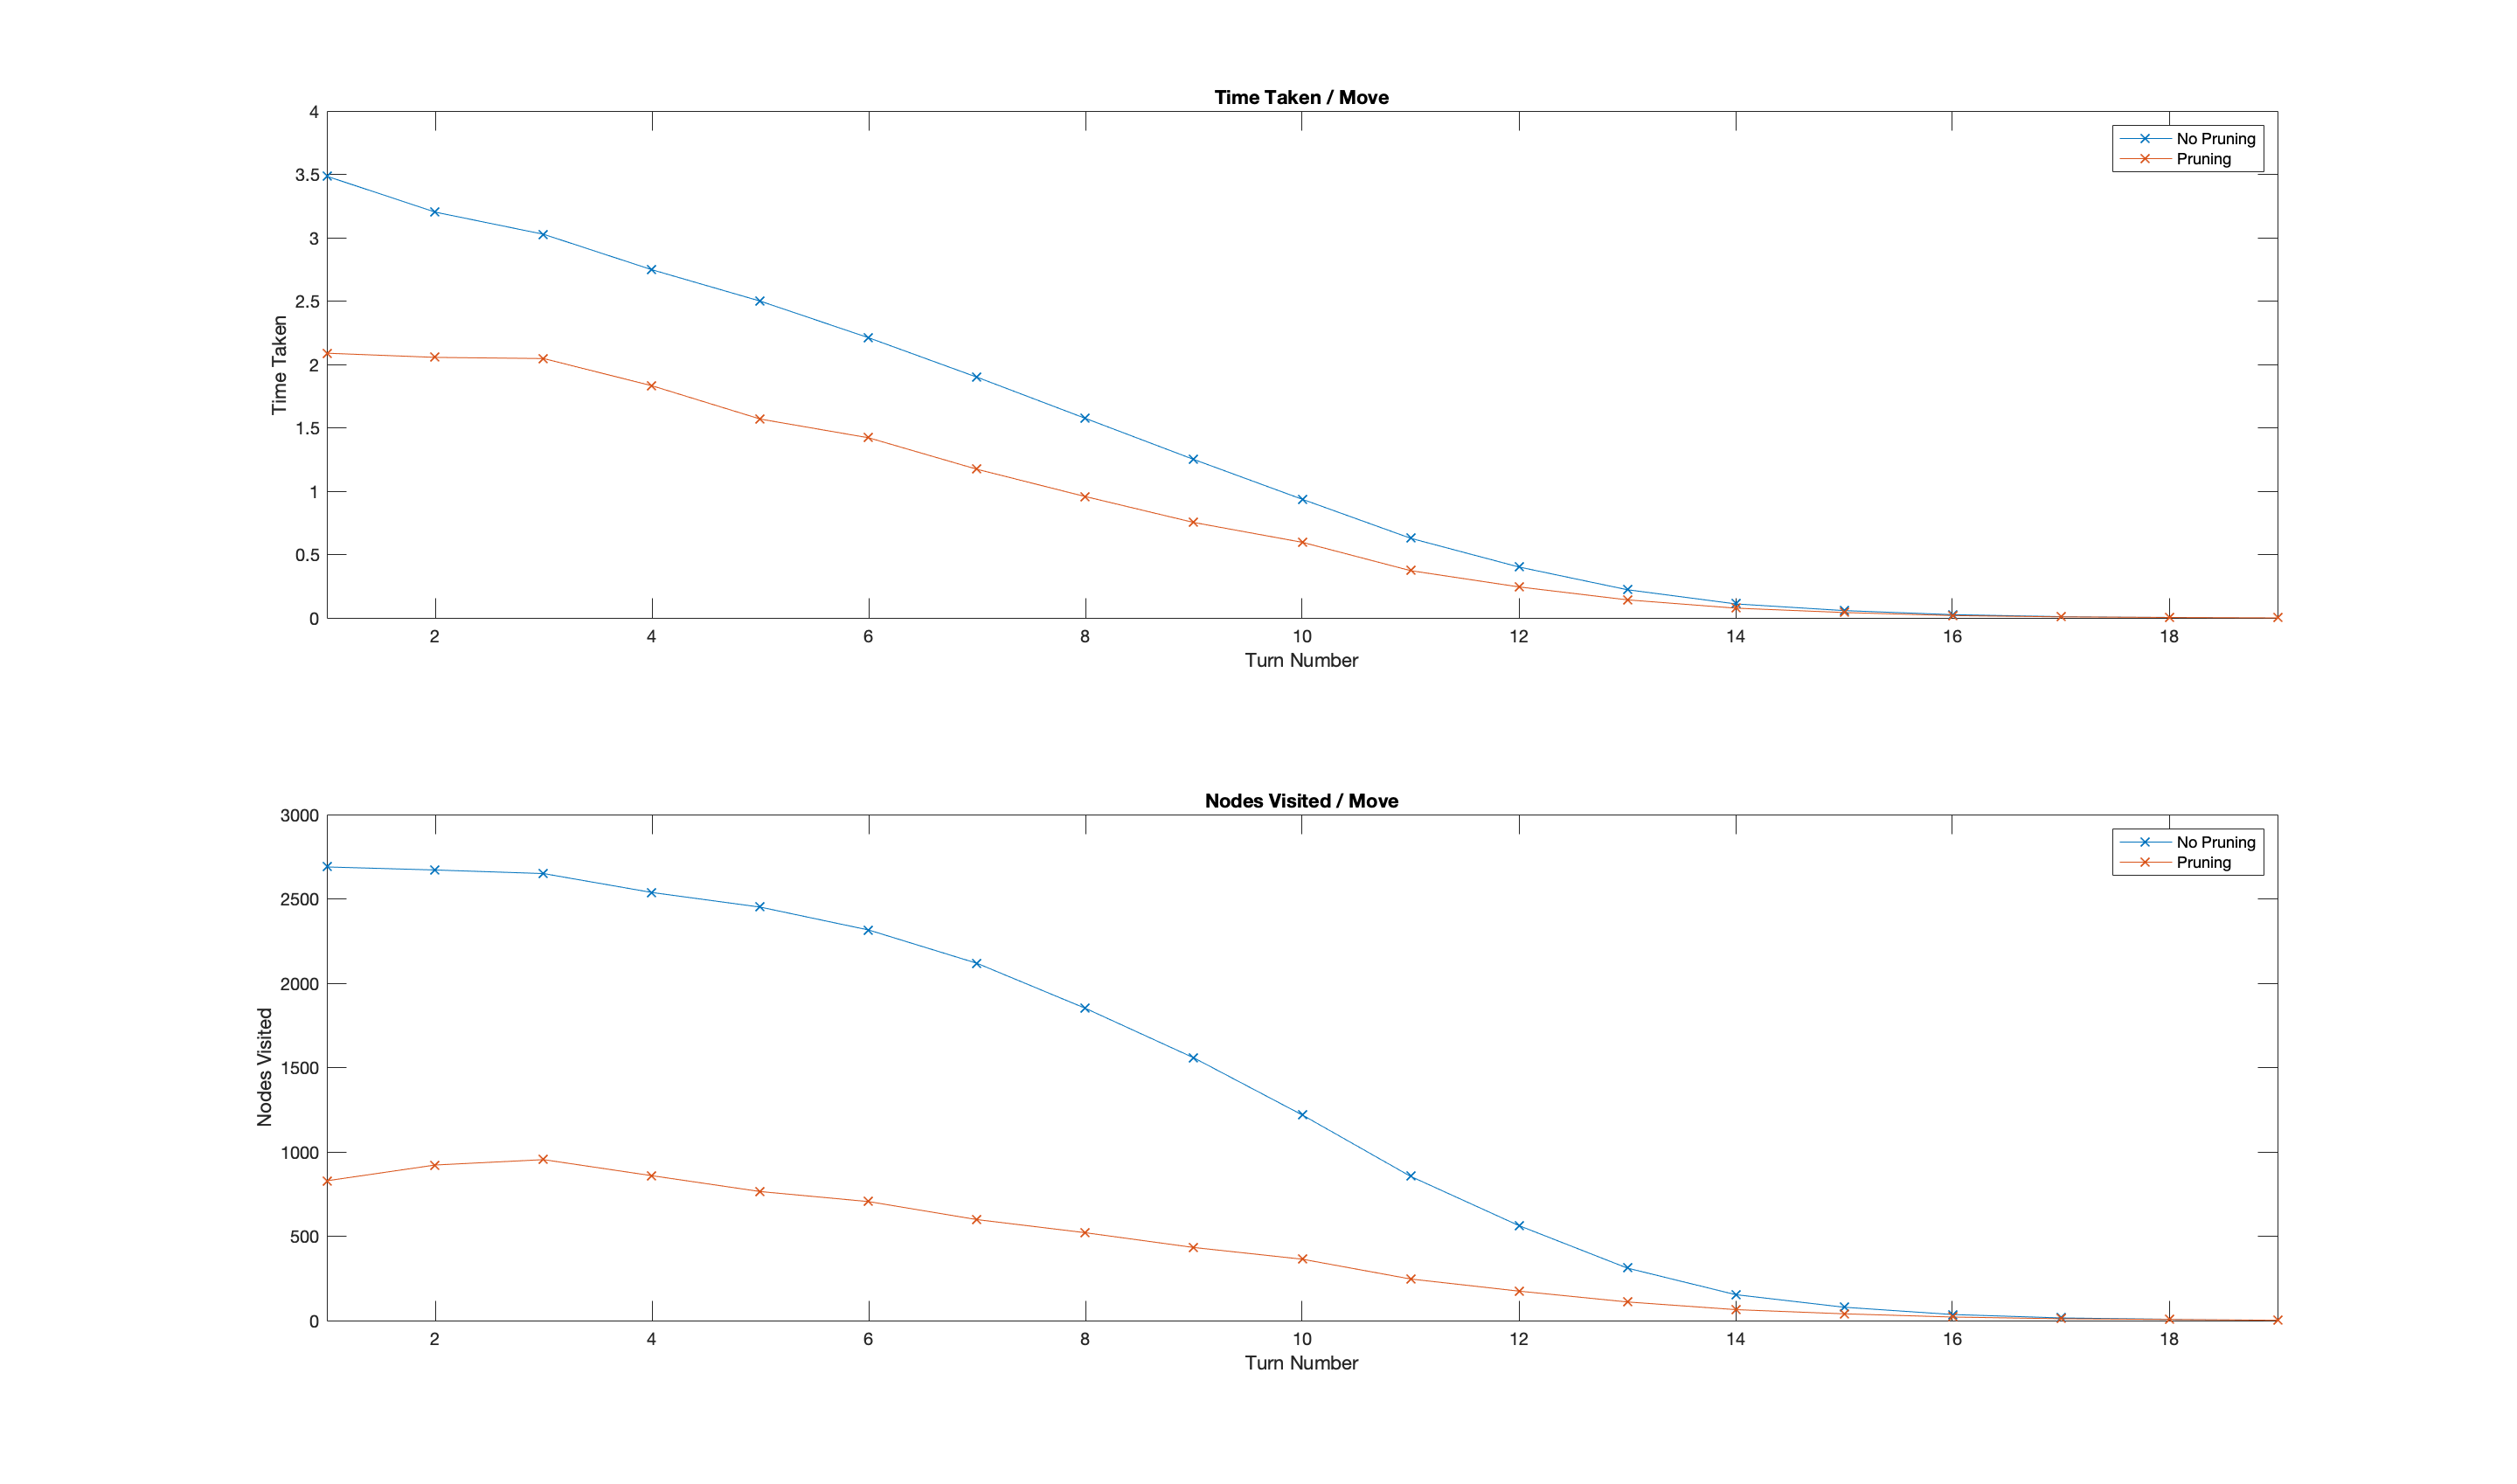 Time Taken / Move
No Pruning
Pruning
4
3.5
3
2.5
2
1.5
1
0.5
0
Time Taken
2 4 6 8 10 12 14 16 18
Turn Number
Nodes Visited / Move
No Pruning
Pruning
3000
2500
2000
1500
1000
500
0
Nodes Visited
2 4 6 8 10 12 14 16 18
Turn Number